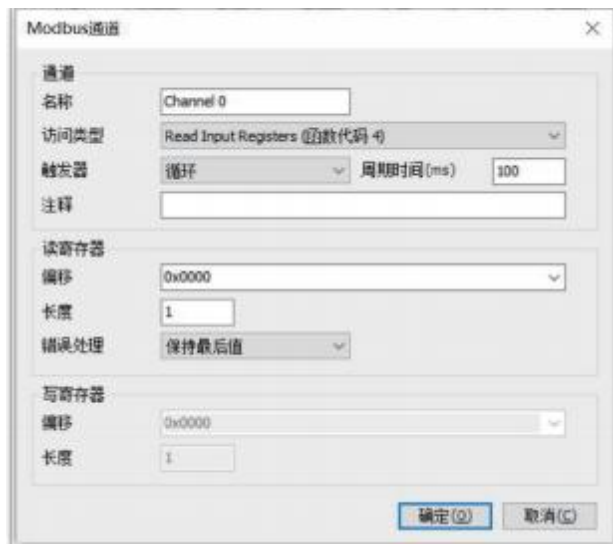 Modbus通道
通道
名称 Channel 0
访问类型 Read Input Registers (函数代码 4)
触发器 循环 周期时间(ms) 100
注释
读寄存器
偏移 0x0000
长度 1
错误处理 保持最后值
写寄存器
偏移 0x0000
长度 1
确定(O) 取消(C)